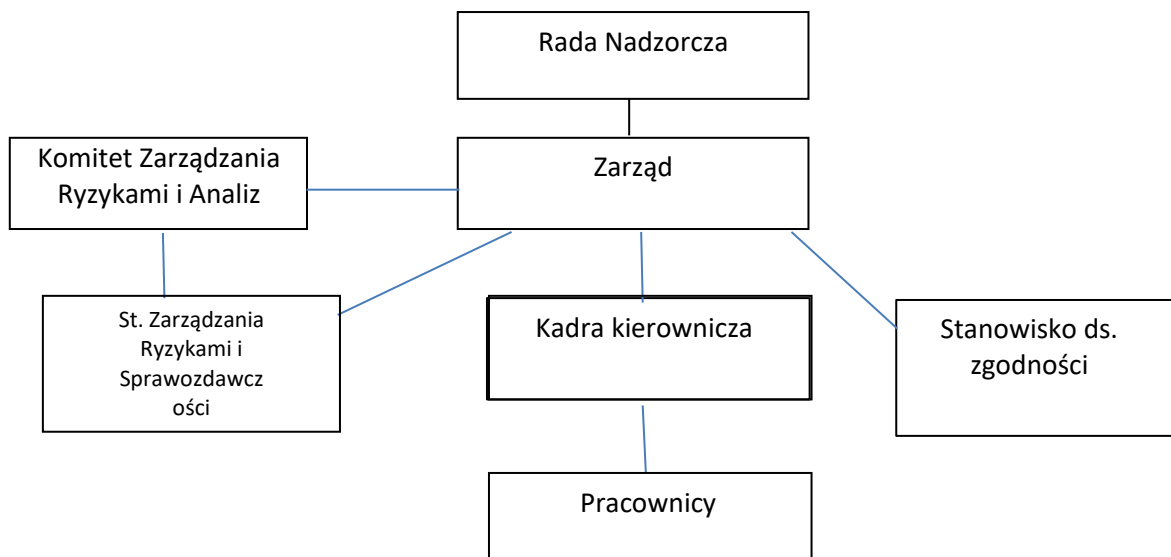 Rada Nadzorcza
Komitet Zarządzania
Ryzykami i Analiz
Zarząd
St. Zarządzania
Ryzykami i
Sprawozdawcz
ości
Kadra kierownicza
Stanowisko ds.
zgodności
Pracownicy